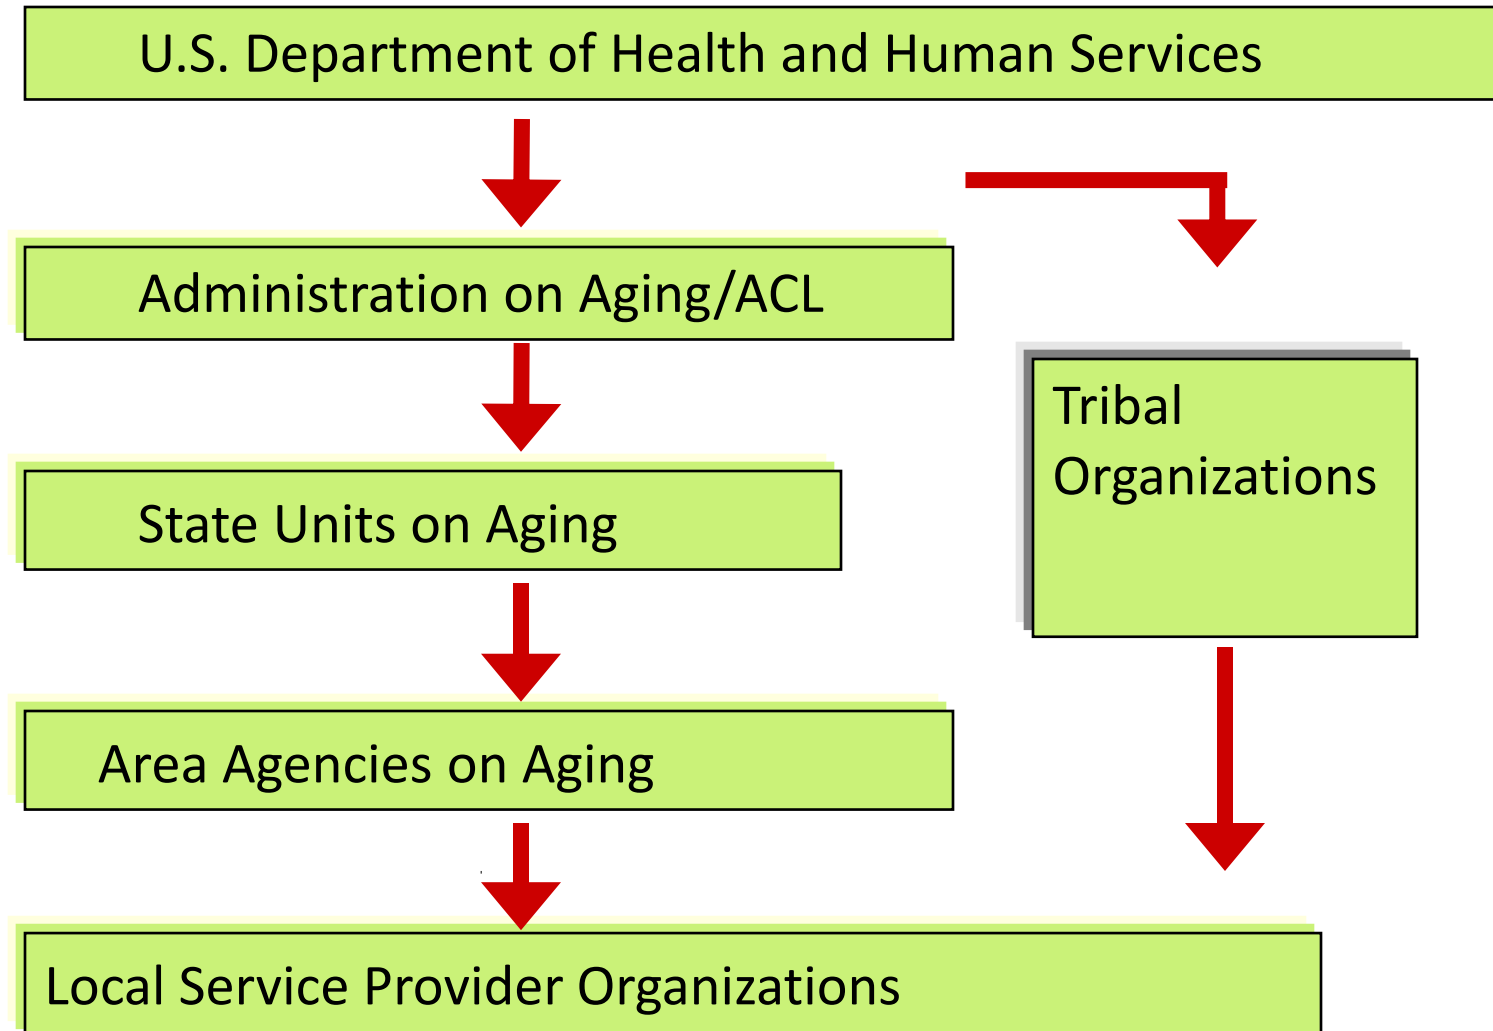 U.S. Department of Health and Human Services
Administration on Aging/ACL
Tribal
Organizations
State Units on Aging
Area Agencies on Aging
Local Service Provider Organizations